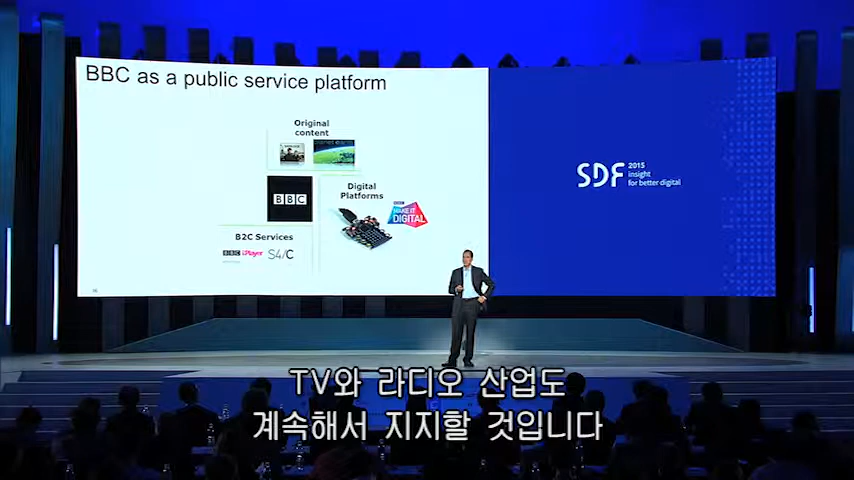 BBC as a public service platform
Original
content
BBC
Digital
Platforms
BBC
MAKE IT
DIGITAL
B2C Services
BBC iPlayer S4/C
SDF 2015
insight
for better digital
TV와 라디오 산업도
계속해서 지지할 것입니다